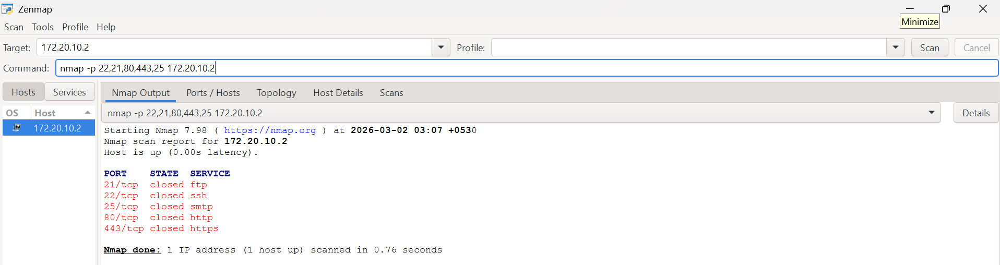 Zenmap
Minimize
Scan Tools Profile Help
Target: 172.20.10.2 Profile: Scan Cancel
Command: nmap -p 22,21,80,443,25 172.20.10.2
Hosts Services Nmap Output Ports / Hosts Topology Host Details Scans
OS Host nmap -p 22,21,80,443,25 172.20.10.2 Details
172.20.10.2
Starting Nmap 7.98 ( https://nmap.org ) at 2026-03-02 03:07 +0530
Nmap scan report for 172.20.10.2
Host is up (0.00s latency).
PORT STATE SERVICE
21/tcp closed ftp
22/tcp closed ssh
25/tcp closed smtp
80/tcp closed http
443/tcp closed https
Nmap done: 1 IP address (1 host up) scanned in 0.76 seconds